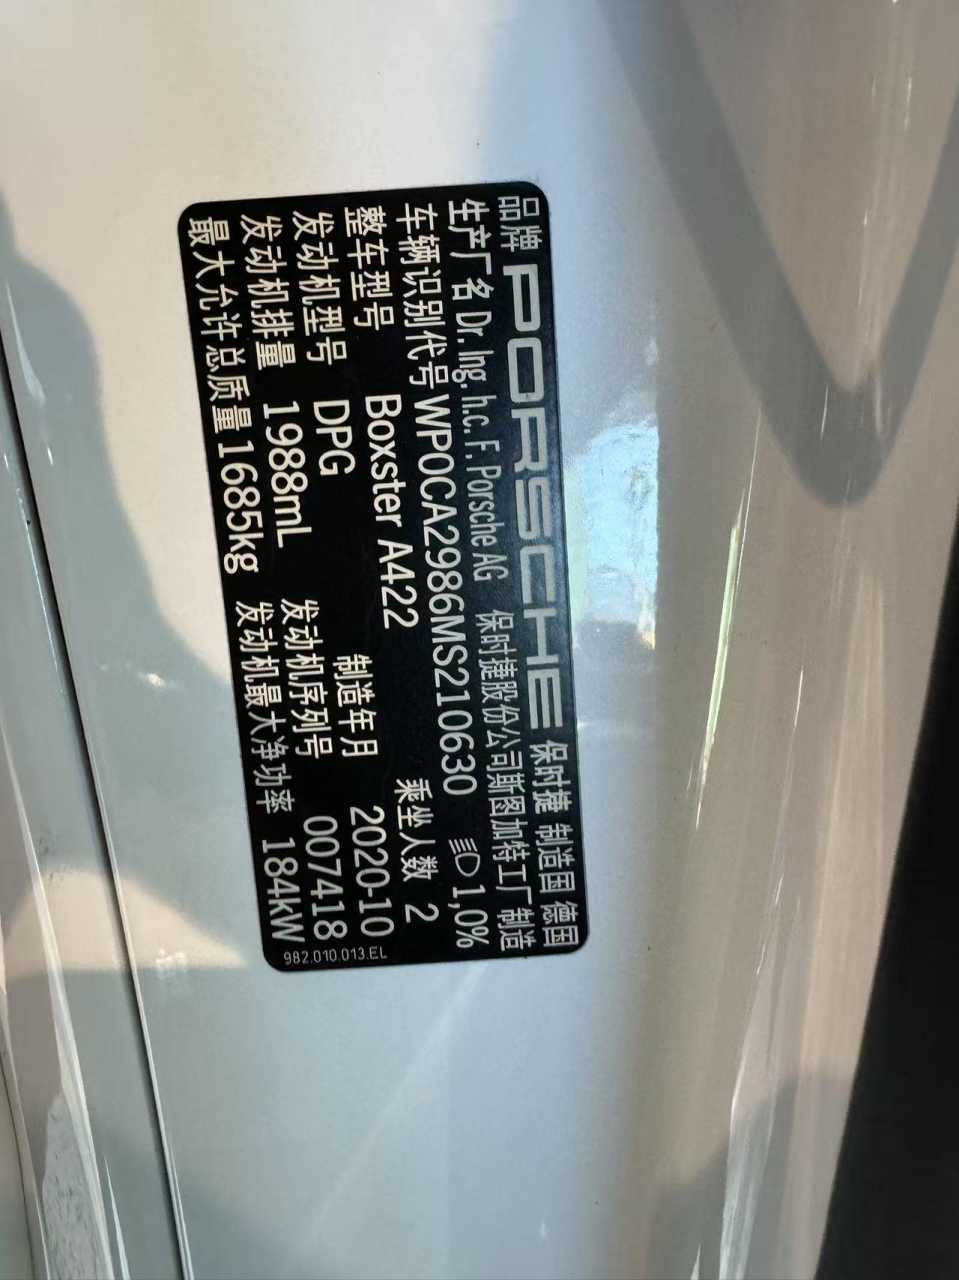 品牌 PORSCHE 保时捷 制造国 德国
生产厂名 Dr. Ing. h.c. F. Porsche AG 保时捷股份公司斯图加特工厂制造
车辆识别代号 WP0CA2986MS210630 1,0%
整车型号 Boxster A422 乘坐人数 2
发动机型号 DPG 制造年月 2020-10
发动机排量 1988mL 发动机序列号 007418
最大允许总质量 1685kg 发动机最大净功率 184kW
982.010.013.EL